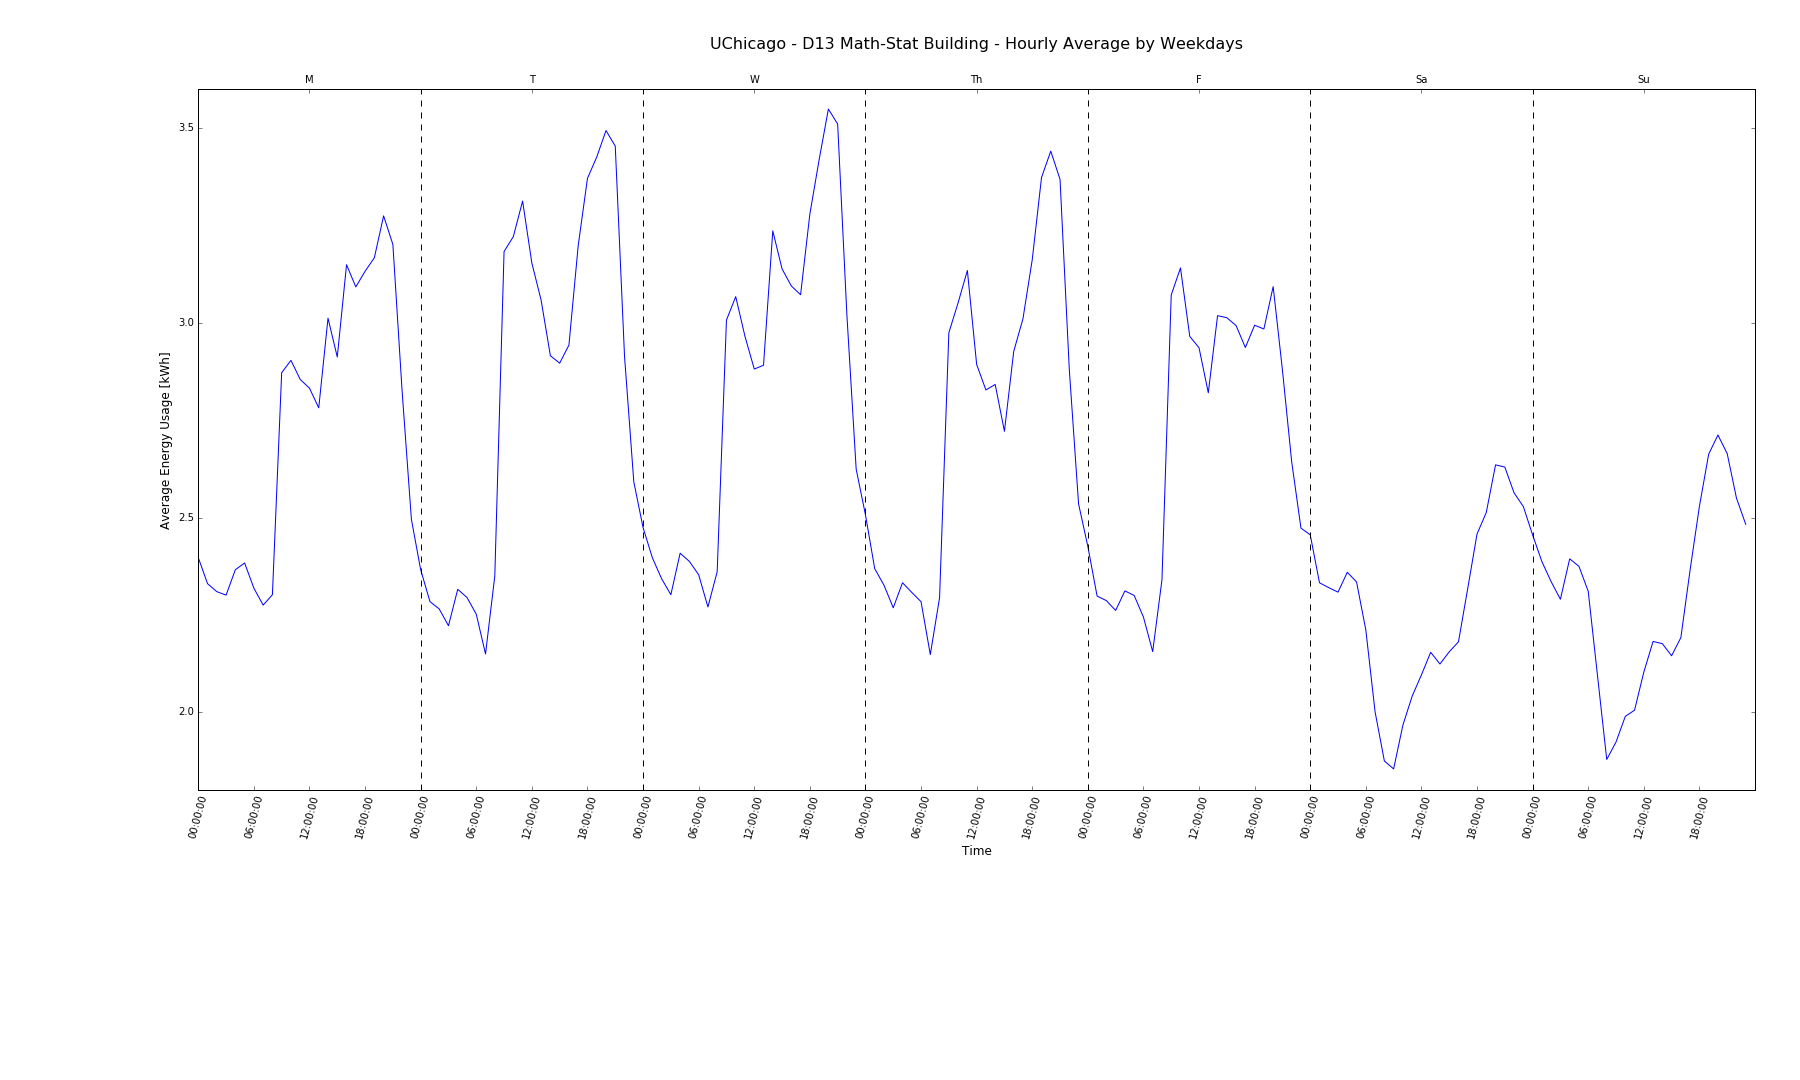 UChicago - D13 Math-Stat Building - Hourly Average by Weekdays
M T W Th F Sa Su
3.5
3.0
2.5
2.0
Average Energy Usage [kWh]
00:00:00 06:00:00 12:00:00 18:00:00 00:00:00 06:00:00 12:00:00 18:00:00 00:00:00 06:00:00 12:00:00 18:00:00 00:00:00 06:00:00 12:00:00 18:00:00 00:00:00 06:00:00 12:00:00 18:00:00 00:00:00 06:00:00 12:00:00 18:00:00 00:00:00 06:00:00 12:00:00 18:00:00
Time